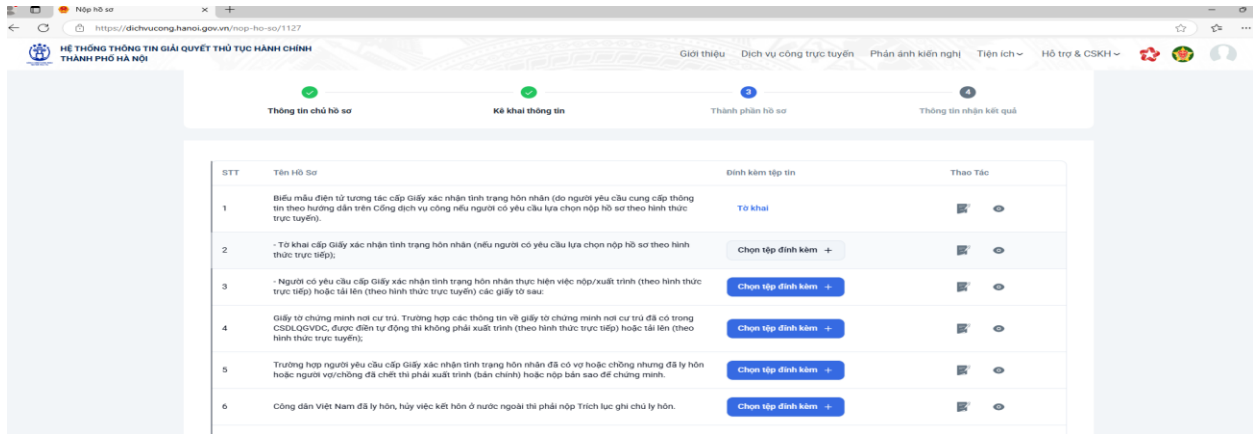 Nộp hồ sơ
https://dichvucong.hanoi.gov.vn/nop-ho-so/1127
HỆ THỐNG THÔNG TIN GIẢI QUYẾT THỦ TỤC HÀNH CHÍNH
THÀNH PHỐ HÀ NỘI
Giới thiệu Dịch vụ công trực tuyến Phản ánh kiến nghị Tiện ích Hỗ trợ & CSKH
3 4
Thông tin chủ hồ sơ Kê khai thông tin Thành phần hồ sơ Thông tin nhận kết quả
STT Tên Hồ Sơ Đính kèm tệp tin Thao Tác
Biểu mẫu điện tử tương tác cấp Giấy xác nhận tình trạng hôn nhân (do người yêu cầu cung cấp thông
1 tin theo hướng dẫn trên Cổng dịch vụ công nếu người có yêu cầu lựa chọn nộp hồ sơ theo hình thức Tờ khai
trực tuyến).
- Tờ khai cấp Giấy xác nhận tình trạng hôn nhân (nếu người có yêu cầu lựa chọn nộp hồ sơ theo hình
2 thức trực tiếp); Chọn tệp đính kèm +
- Người có yêu cầu cấp Giấy xác nhận tình trạng hôn nhân thực hiện việc nộp/xuất trình (theo hình thức
3 trực tiếp) hoặc tải lên (theo hình thức trực tuyến) các giấy tờ sau: Chọn tệp đính kèm +
Giấy tờ chứng minh nơi cư trú. Trường hợp các thông tin về giấy tờ chứng minh nơi cư trú đã có trong
4 CSDLQGVDC, được điền tự động thì không phải xuất trình (theo hình thức trực tiếp) hoặc tải lên (theo Chọn tệp đính kèm +
hình thức trực tuyến);
Trường hợp người yêu cầu cấp Giấy xác nhận tình trạng hôn nhân đã có vợ hoặc chồng nhưng đã ly hôn
5 hoặc người vợ/chồng đã chết thì phải xuất trình (bản chính) hoặc nộp bản sao để chứng minh. Chọn tệp đính kèm +
6 Công dân Việt Nam đã ly hôn, hủy việc kết hôn ở nước ngoài thì phải nộp Trích lục ghi chú ly hôn. Chọn tệp đính kèm +